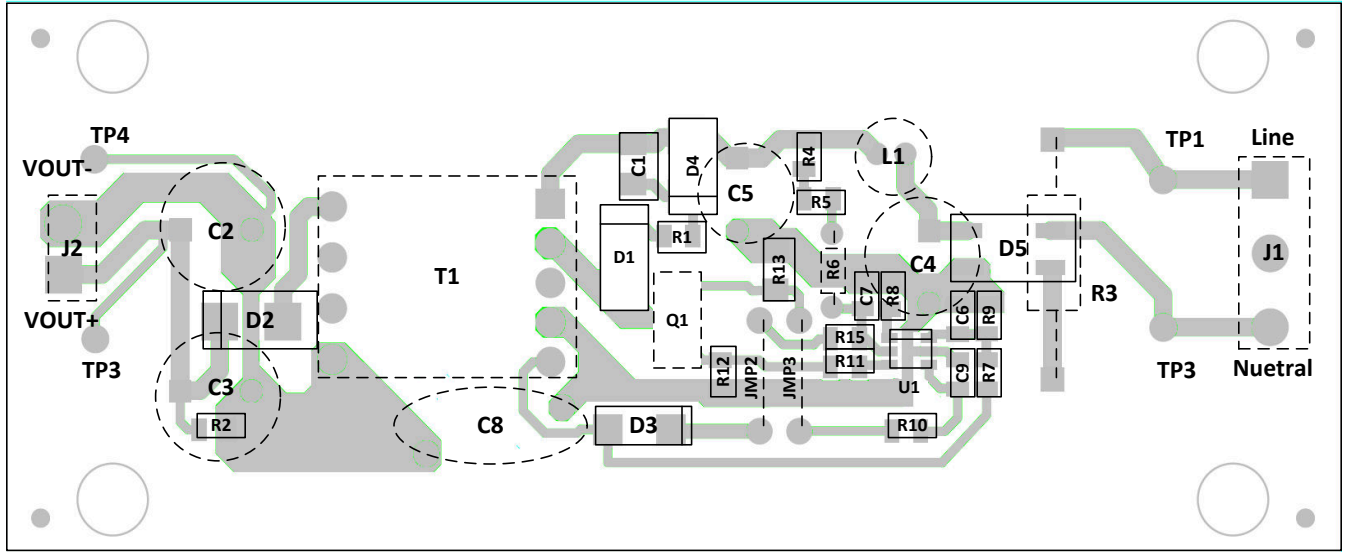 TP4
VOUT-
J2
VOUT+
TP3
C2
D2
C3
R2
T1
C8
C1
D4
D1
R1
Q1
R12
D3
C5
R4
R5
R13
R6
JMP2
JMP3
L1
C4
C7
R8
R15
R11
U1
R10
C6
R9
C9
R7
D5
R3
TP1
Line
J1
TP3
Nuetral